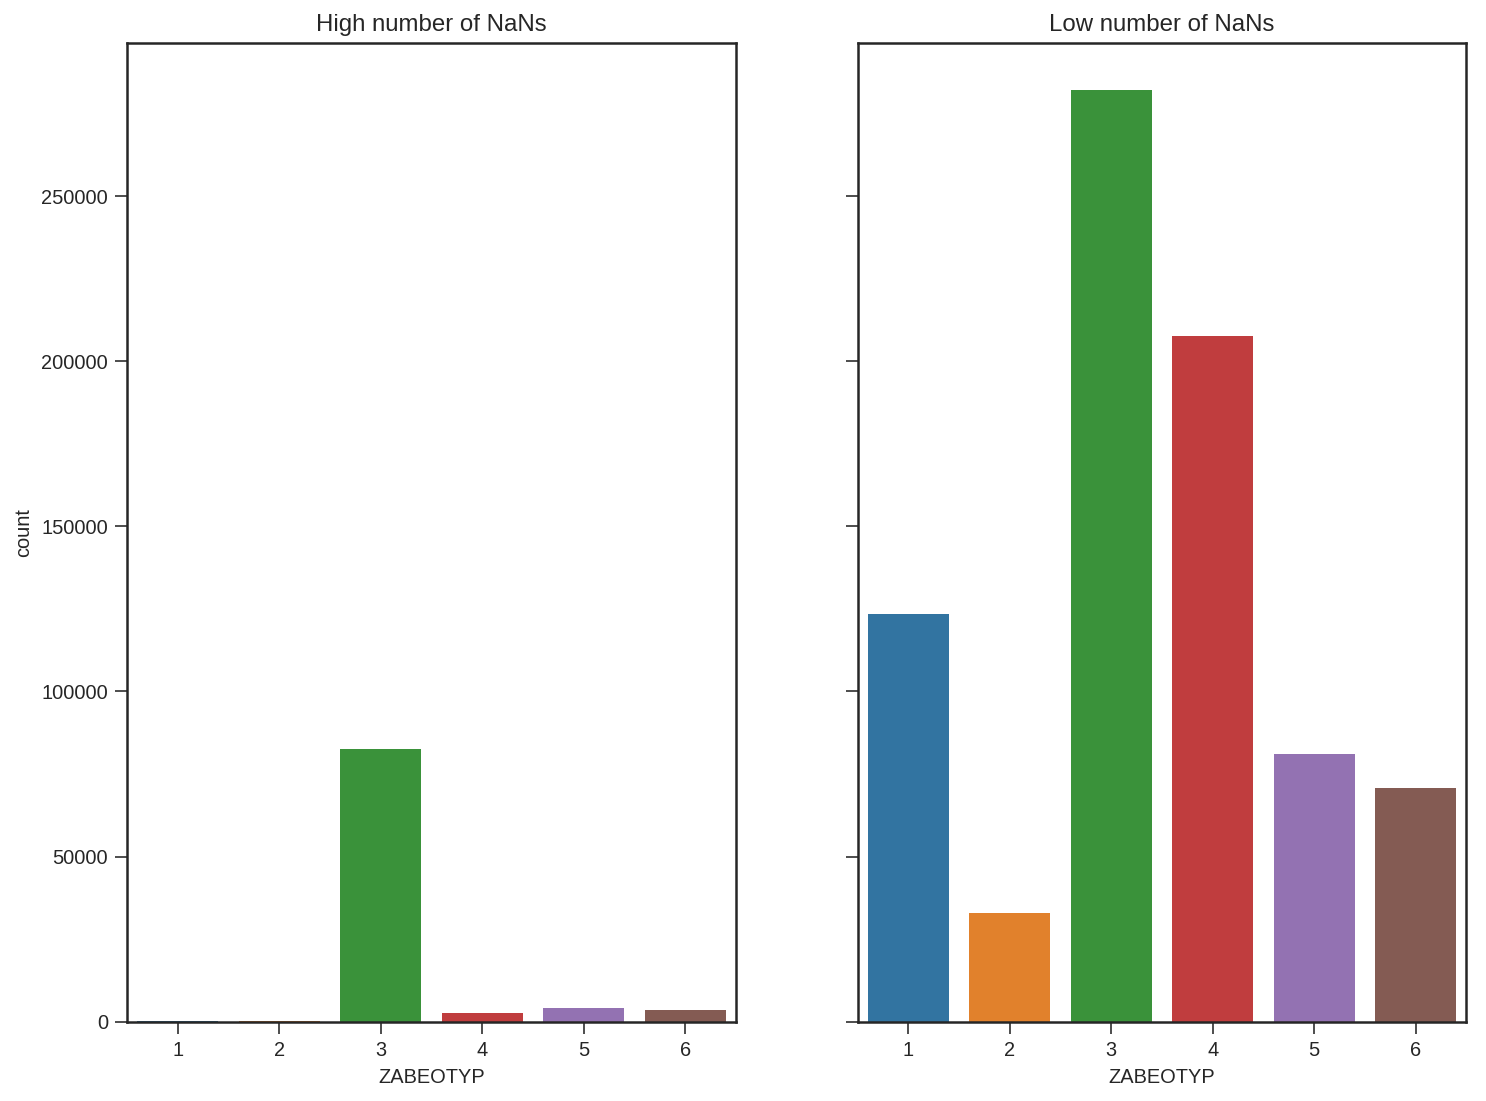 High number of NaNs
Low number of NaNs
count
250000
200000
150000
100000
50000
0
1 2 3 4 5 6
ZABEOTYP
1 2 3 4 5 6
ZABEOTYP